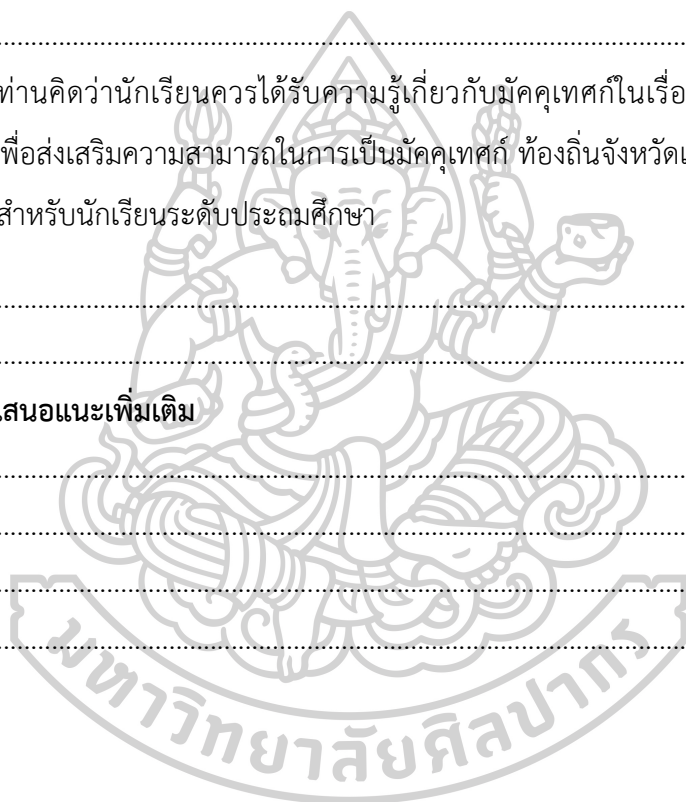 ....................................................................................................
ท่านคิดว่านักเรียนควรได้รับความรู้เกี่ยวกับมัคคุเทศก์ในเรื่อ
พื่อส่งเสริมความสามารถในการเป็นมัคคุเทศก์ ท้องถิ่นจังหวัดเ
สำหรับนักเรียนระดับประถมศึกษา
....................................................................................................
....................................................................................................
เสนอแนะเพิ่มเติม
....................................................................................................
....................................................................................................
....................................................................................................
....................................................................................................
มหาวิทยาลัยศิลปากร